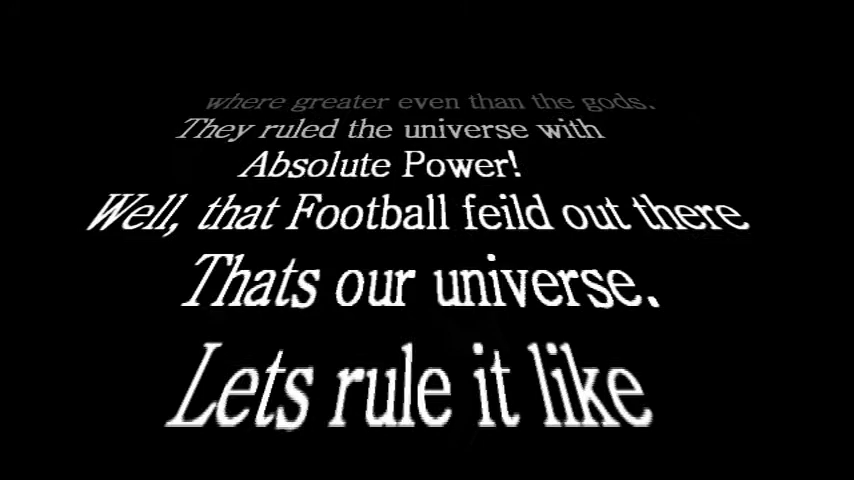 where greater even than the gods.
They ruled the universe with
Absolute Power!
Well, that Football feild out there
Thats our universe.
Lets rule it like